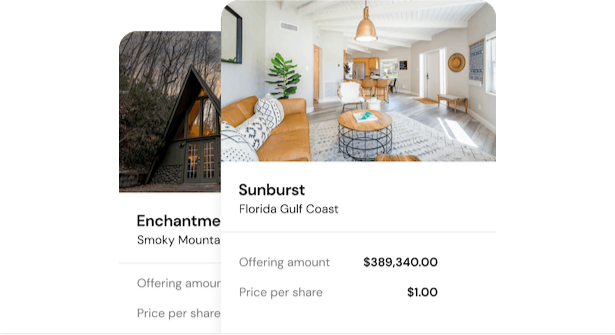 Enchantme
Smoky Mounta
Offering amour
Price per share
Sunburst
Florida Gulf Coast
Offering amount $389,340.00
Price per share $1.00